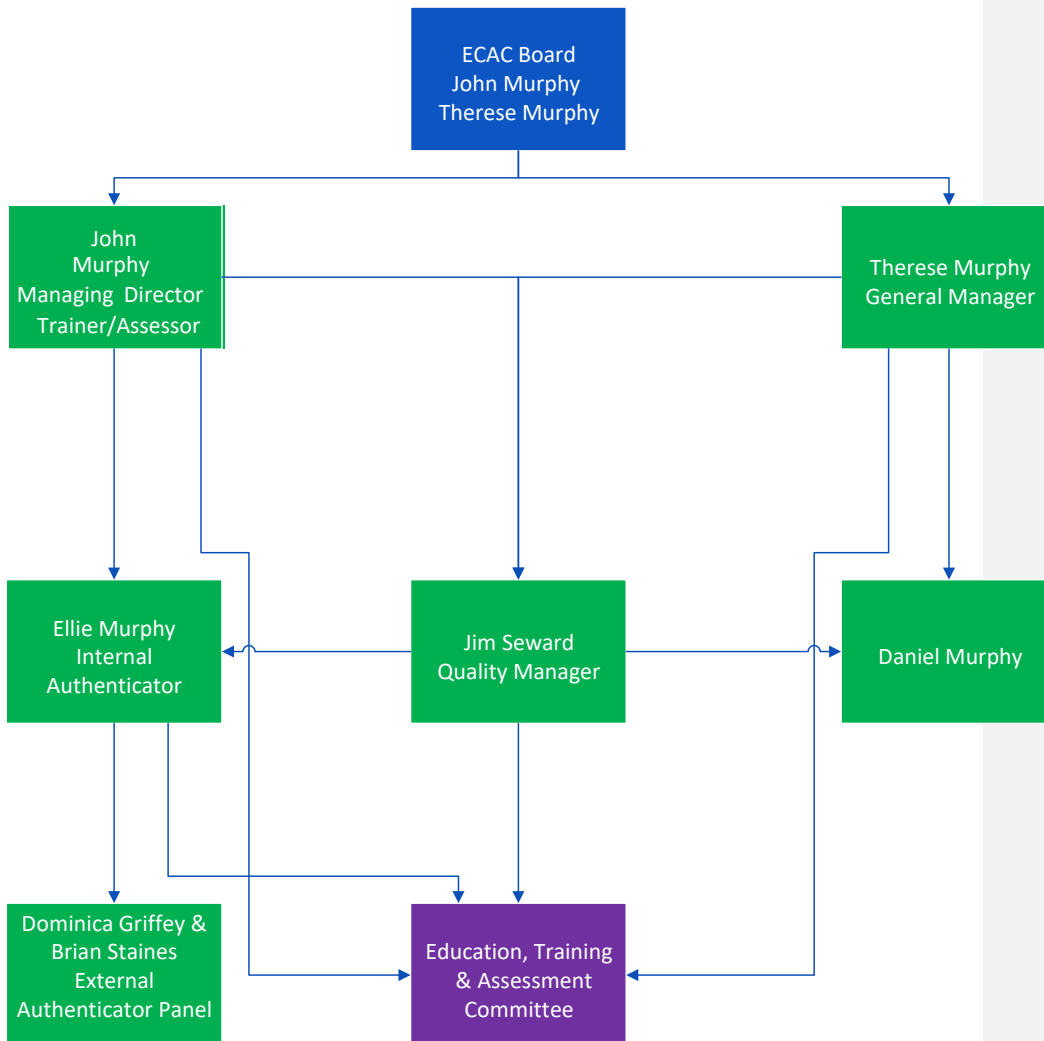 ECAC Board
John Murphy
Therese Murphy
John
Murphy
Managing Director
Trainer/Assessor
Therese Murphy
General Manager
Ellie Murphy
Internal
Authenticator
Jim Seward
Quality Manager
Daniel Murphy
Dominica Griffey &
Brian Staines
External
Authenticator Panel
Education, Training
& Assessment
Committee